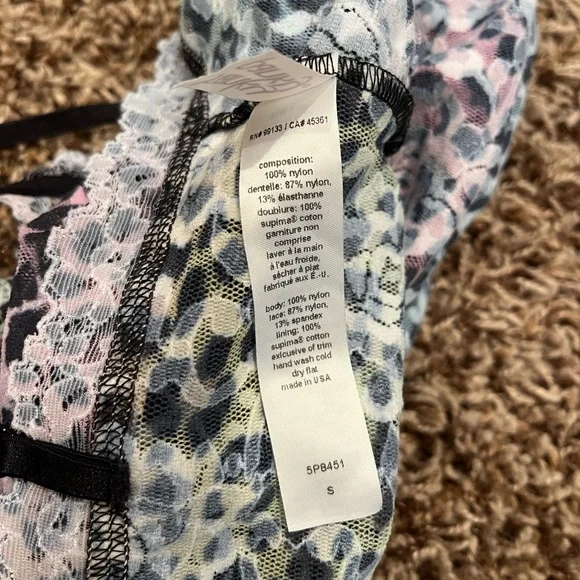 RN# 99133 / CA# 45361
composition:
100% nylon
dentelle: 87% nylon,
13% élasthanne
doublure: 100%
supima® coton
garniture non
comprise
laver à la main
à l'eau froide,
sécher à plat
fabriqué aux É.-U.
body: 100% nylon
lace: 87% nylon,
13% spandex
lining: 100%
supima® cotton
exlcusive of trim
hand wash cold
dry flat
made in USA
5P8451
S